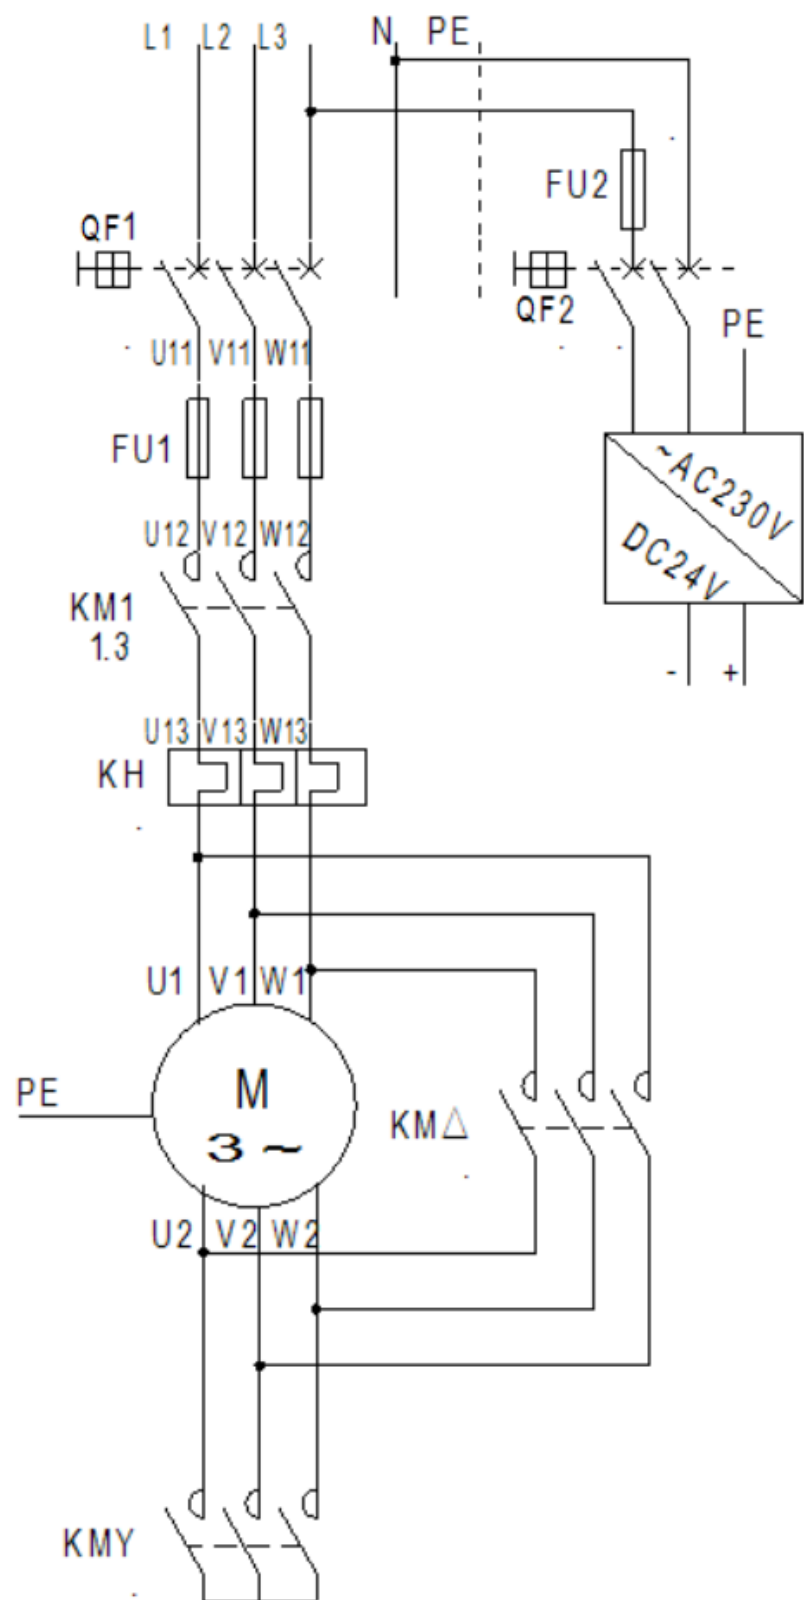 L1 L2 L3 N PE
FU2
QF1
QF2
PE
U11 V11 W11
FU1
~AC230V
DC24V
U12 V12 W12
KM1
1.3
- +
U13 V13 W13
KH
U1 V1 W1
M
3~
PE
KM△
U2 V2 W2
KMY